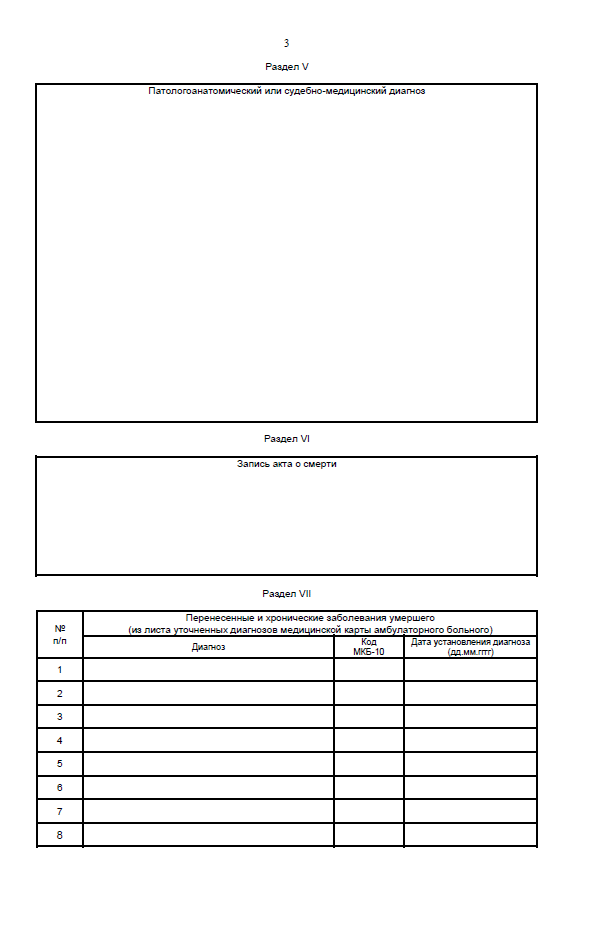 3
Раздел V
Патологоанатомический или судебно-медицинский диагноз
Раздел VI
Запись акта о смерти
Раздел VII
№
п/п
Перенесенные и хронические заболевания умершего
(из листа уточненных диагнозов медицинской карты амбулаторного больного)
Диагноз
Код
МКБ-10
Дата установления диагноза
(дд.мм.гггг)
1
2
3
4
5
6
7
8